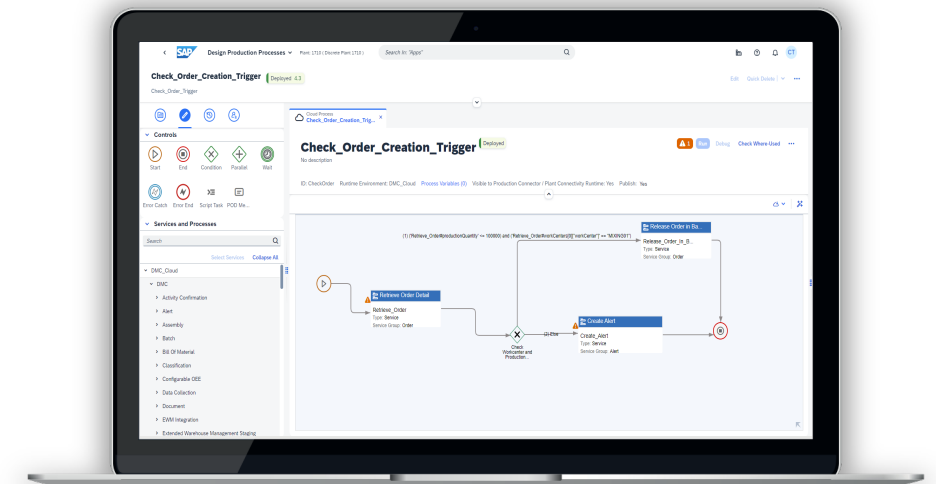 SAP
Design Production Processes
Plant: 1710 ( Discrete Plant 1710 )
Search In: "Apps"
CT
Check_Order_Creation_Trigger
Deployed 4.3
Edit
Quick Delete
Check_Order_Trigger
Cloud Process
Check_Order_Creation_Trig...
Controls
Start
End
Condition
Parallel
Wait
Error Catch
Error End
Script Task
POD Me...
Services and Processes
Search
Select Services
Collapse All
DMC_Cloud
DMC
Activity Confirmation
Alert
Assembly
Batch
Bill Of Material
Classification
Configurable OEE
Data Collection
Document
EWM Integration
Extended Warehouse Management Staging
Check_Order_Creation_Trigger
Deployed
1
Run
Debug
Check Where-Used
No description
ID: CheckOrder
Runtime Environment: DMC_Cloud
Process Variables (0)
Visible to Production Connector / Plant Connectivity Runtime: Yes
Publish: Yes
Release Order in Ba...
Release_Order_in_B...
Type: Service
Service Group: Order
Retrieve Order Detail
Retrieve_Order
Type: Service
Service Group: Order
Check
Workcenter and
Production...
(2) Else
Create Alert
Create_Alert
Type: Service
Service Group: Alert